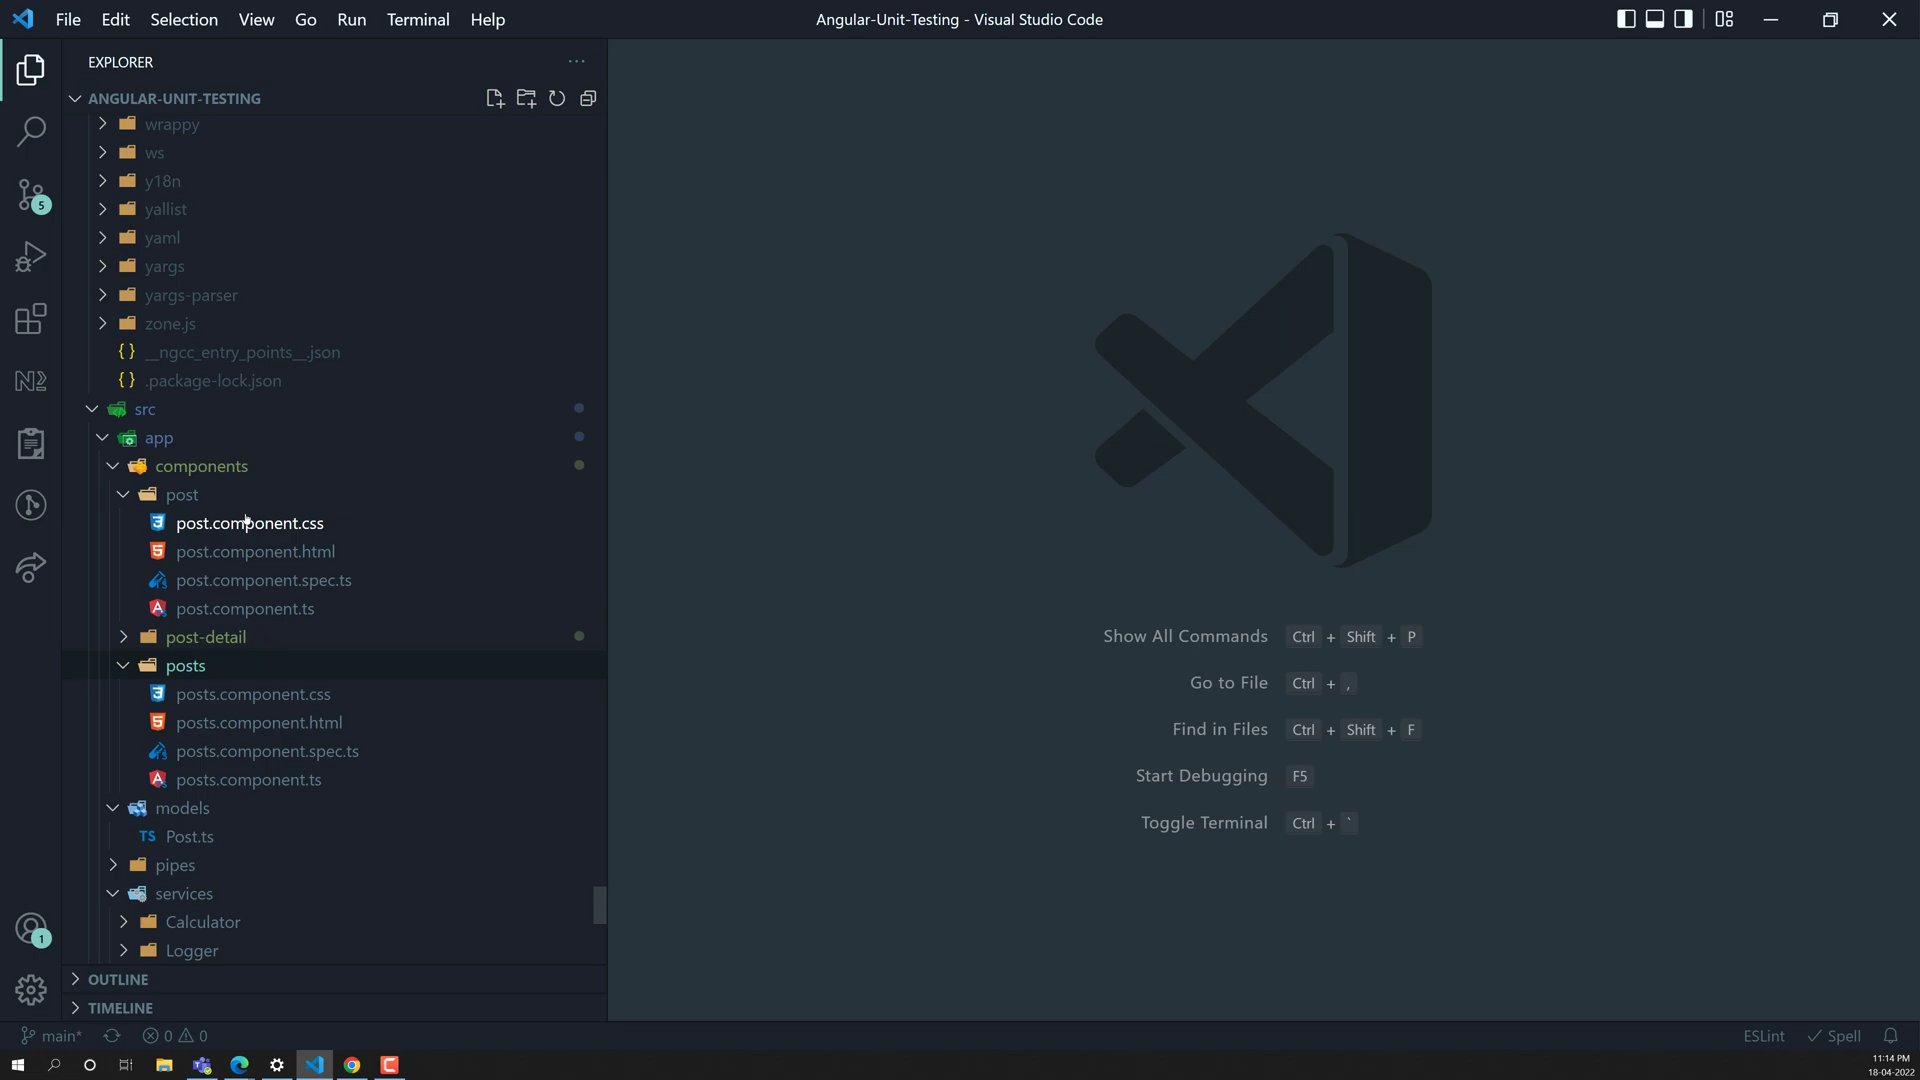 File Edit Selection View Go Run Terminal Help
Angular-Unit-Testing - Visual Studio Code
EXPLORER
ANGULAR-UNIT-TESTING
wrappy
ws
y18n
yallist
yaml
yargs
yargs-parser
zone.js
{} __ngcc_entry_points__.json
{} .package-lock.json
src
app
components
post
post.component.css
post.component.html
post.component.spec.ts
post.component.ts
post-detail
posts
posts.component.css
posts.component.html
posts.component.spec.ts
posts.component.ts
models
TS Post.ts
pipes
services
Calculator
Logger
OUTLINE
TIMELINE
5
1
Show All Commands Ctrl + Shift + P
Go to File Ctrl + ,
Find in Files Ctrl + Shift + F
Start Debugging F5
Toggle Terminal Ctrl + `
main* 0 0
ESLint Spell
11:14 PM
18-04-2022